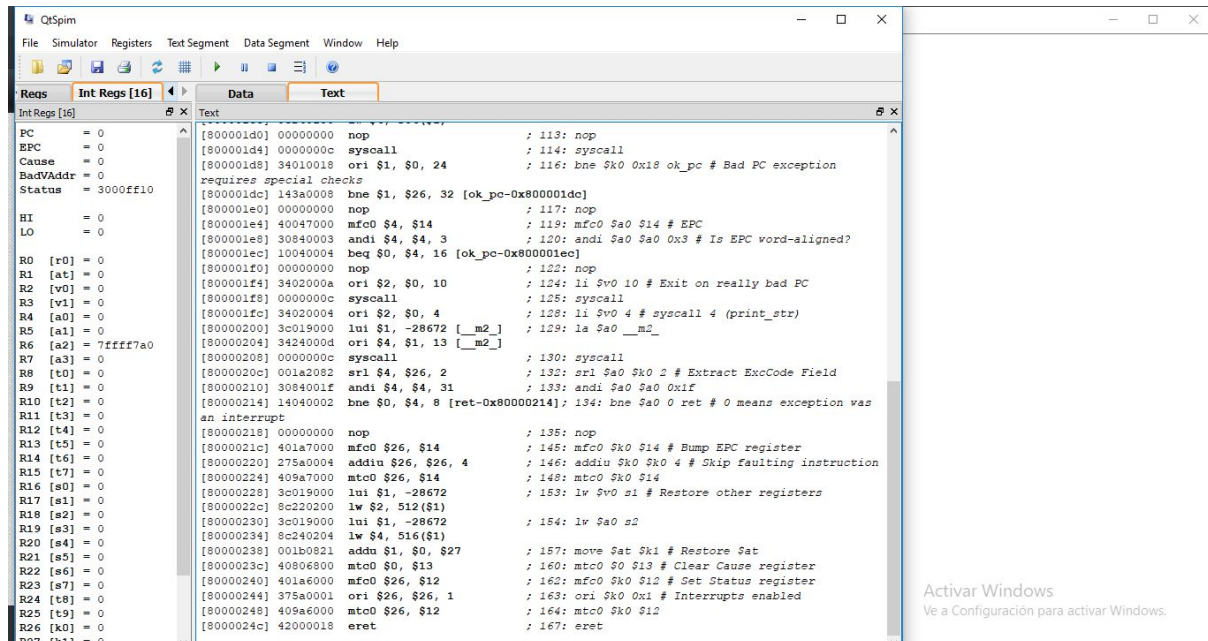 QtSpim
File Simulator Registers Text Segment Data Segment Window Help
Regs Int Regs [16] Data Text
Int Regs [16]
PC = 0
EPC = 0
Cause = 0
BadVAddr = 0
Status = 3000ff10
HI = 0
LO = 0
R0 [r0] = 0
R1 [at] = 0
R2 [v0] = 0
R3 [v1] = 0
R4 [a0] = 0
R5 [a1] = 0
R6 [a2] = 7ffff7a0
R7 [a3] = 0
R8 [t0] = 0
R9 [t1] = 0
R10 [t2] = 0
R11 [t3] = 0
R12 [t4] = 0
R13 [t5] = 0
R14 [t6] = 0
R15 [t7] = 0
R16 [s0] = 0
R17 [s1] = 0
R18 [s2] = 0
R19 [s3] = 0
R20 [s4] = 0
R21 [s5] = 0
R22 [s6] = 0
R23 [s7] = 0
R24 [t8] = 0
R25 [t9] = 0
R26 [k0] = 0
Text
[800001d0] 00000000 nop ; 113: nop
[800001d4] 0000000c syscall ; 114: syscall
[800001d8] 34010018 ori $1, $0, 24 ; 116: bne $k0 0x18 ok_pc # Bad PC exception
requires special checks
[800001dc] 143a0008 bne $1, $26, 32 [ok_pc-0x800001dc]
[800001e0] 00000000 nop ; 117: nop
[800001e4] 40047000 mfc0 $4, $14 ; 119: mfc0 $a0 $14 # EPC
[800001e8] 30840003 andi $4, $4, 3 ; 120: andi $a0 $a0 0x3 # Is EPC word-aligned?
[800001ec] 10040004 beq $0, $4, 16 [ok_pc-0x800001ec]
[800001f0] 00000000 nop ; 122: nop
[800001f4] 3402000a ori $2, $0, 10 ; 124: li $v0 10 # Exit on really bad PC
[800001f8] 0000000c syscall ; 125: syscall
[800001fc] 34020004 ori $2, $0, 4 ; 128: li $v0 4 # syscall 4 (print_str)
[80000200] 3c019000 lui $1, -28672 [__m2_] ; 129: la $a0 __m2_
[80000204] 3424000d ori $4, $1, 13 [__m2_]
[80000208] 0000000c syscall ; 130: syscall
[8000020c] 001a2082 srl $4, $26, 2 ; 132: srl $a0 $k0 2 # Extract ExcCode Field
[80000210] 3084001f andi $4, $4, 31 ; 133: andi $a0 $a0 0x1f
[80000214] 14040002 bne $0, $4, 8 [ret-0x80000214]; 134: bne $a0 0 ret # 0 means exception was
an interrupt
[80000218] 00000000 nop ; 135: nop
[8000021c] 401a7000 mfc0 $26, $14 ; 145: mfc0 $k0 $14 # Bump EPC register
[80000220] 275a0004 addiu $26, $26, 4 ; 146: addiu $k0 $k0 4 # Skip faulting instruction
[80000224] 409a7000 mtc0 $26, $14 ; 148: mtc0 $k0 $14
[80000228] 3c019000 lui $1, -28672 ; 153: lw $v0 s1 # Restore other registers
[8000022c] 8c220200 lw $2, 512($1)
[80000230] 3c019000 lui $1, -28672 ; 154: lw $a0 s2
[80000234] 8c240204 lw $4, 516($1)
[80000238] 001b0821 addu $1, $0, $27 ; 157: move $at $k1 # Restore $at
[8000023c] 40806800 mtc0 $0, $13 ; 160: mtc0 $0 $13 # Clear Cause register
[80000240] 401a6000 mfc0 $26, $12 ; 162: mfc0 $k0 $12 # Set Status register
[80000244] 375a0001 ori $26, $26, 1 ; 163: ori $k0 0x1 # Interrupts enabled
[80000248] 409a6000 mtc0 $26, $12 ; 164: mtc0 $k0 $12
[8000024c] 42000018 eret ; 167: eret
Activar Windows
Ve a Configuración para activar Windows.